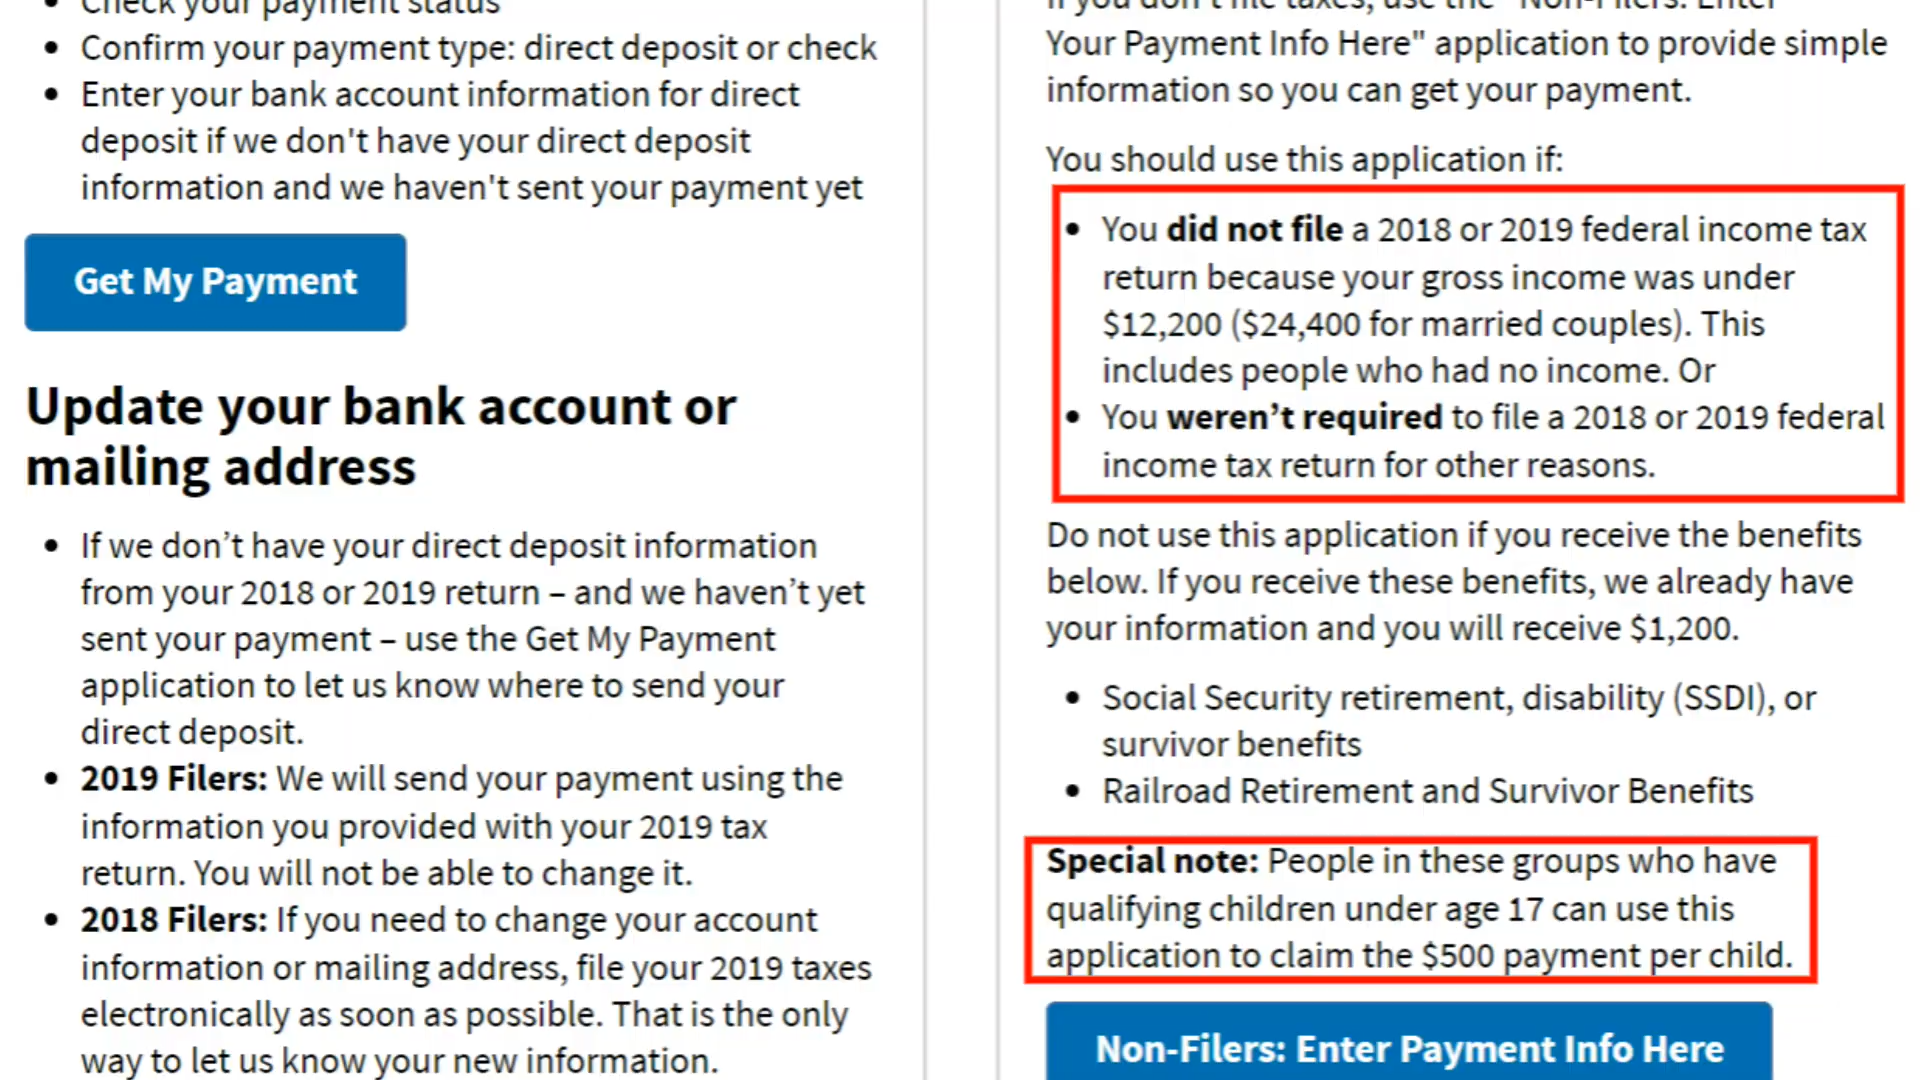 Check your payment status
Confirm your payment type: direct deposit or check
Enter your bank account information for direct
deposit if we don't have your direct deposit
information and we haven't sent your payment yet
Get My Payment
Update your bank account or
mailing address
If we don’t have your direct deposit information
from your 2018 or 2019 return – and we haven’t yet
sent your payment – use the Get My Payment
application to let us know where to send your
direct deposit.
2019 Filers: We will send your payment using the
information you provided with your 2019 tax
return. You will not be able to change it.
2018 Filers: If you need to change your account
information or mailing address, file your 2019 taxes
electronically as soon as possible. That is the only
way to let us know your new information.
If you don't file taxes, use the "Non-Filers: Enter
Your Payment Info Here" application to provide simple
information so you can get your payment.
You should use this application if:
You did not file a 2018 or 2019 federal income tax
return because your gross income was under
$12,200 ($24,400 for married couples). This
includes people who had no income. Or
You weren’t required to file a 2018 or 2019 federal
income tax return for other reasons.
Do not use this application if you receive the benefits
below. If you receive these benefits, we already have
your information and you will receive $1,200.
Social Security retirement, disability (SSDI), or
survivor benefits
Railroad Retirement and Survivor Benefits
Special note: People in these groups who have
qualifying children under age 17 can use this
application to claim the $500 payment per child.
Non-Filers: Enter Payment Info Here